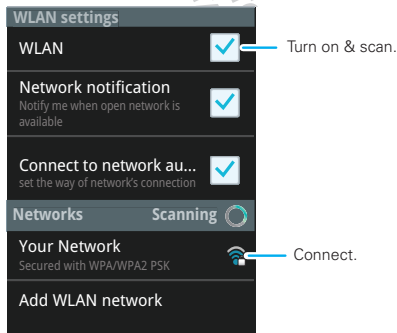 WLAN settings
WLAN
Turn on & scan.
Network notification
Notify me when open network is
available
Connect to network au...
set the way of network's connection
Networks Scanning
Your Network
Secured with WPA/WPA2 PSK
Connect.
Add WLAN network